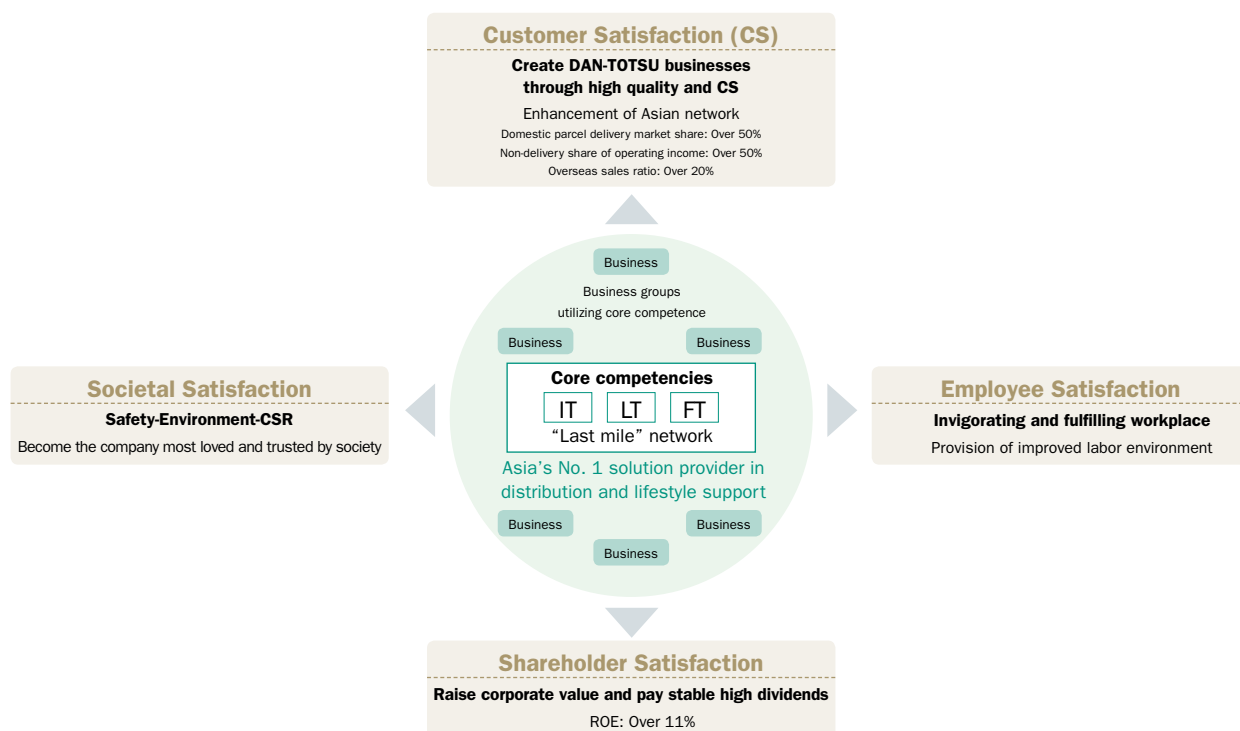 Customer Satisfaction (CS)
Create DAN-TOTSU businesses
through high quality and CS
Enhancement of Asian network
Domestic parcel delivery market share: Over 50%
Non-delivery share of operating income: Over 50%
Overseas sales ratio: Over 20%
Business
Business groups
utilizing core competence
Business
Business
Societal Satisfaction
Safety-Environment-CSR
Become the company most loved and trusted by society
Core competencies
IT
LT
FT
“Last mile” network
Asia’s No. 1 solution provider in
distribution and lifestyle support
Employee Satisfaction
Invigorating and fulfilling workplace
Provision of improved labor environment
Business
Business
Business
Shareholder Satisfaction
Raise corporate value and pay stable high dividends
ROE: Over 11%